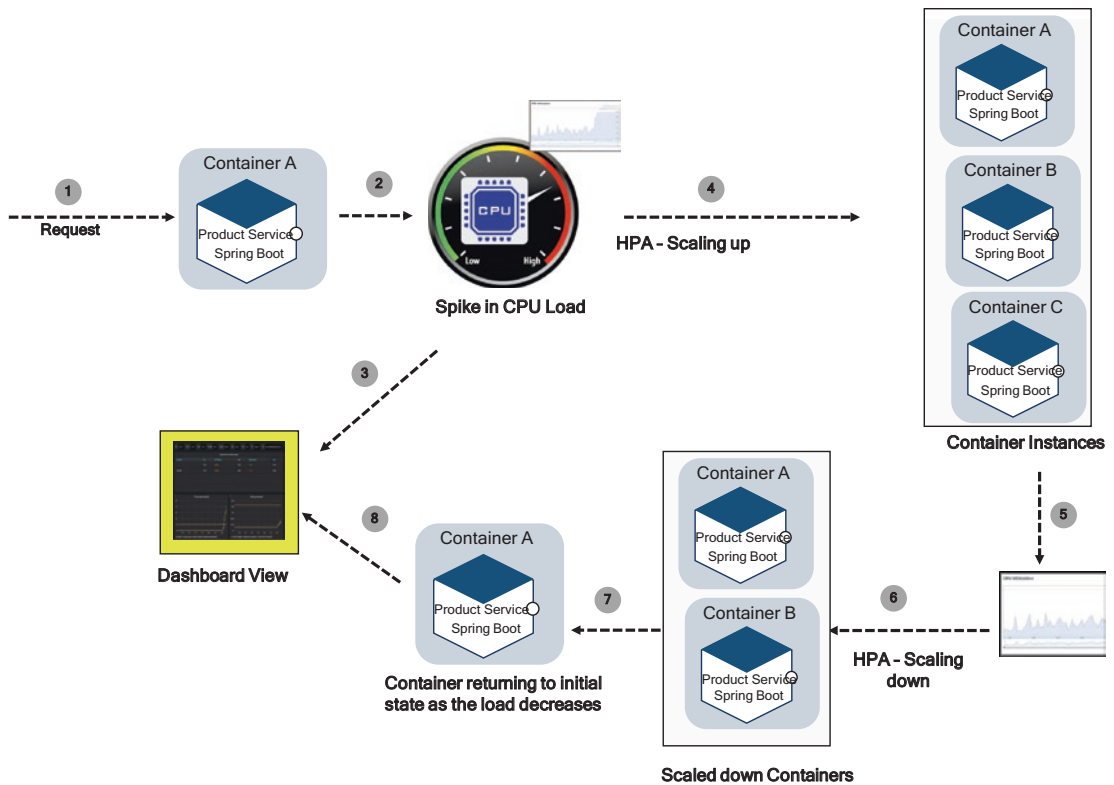 1
Request
Container A
Product Service
Spring Boot
2
CPU
Low
High
Spike in CPU Load
3
4
HPA - Scaling up
Container A
Product Service
Spring Boot
Container B
Product Service
Spring Boot
Container C
Product Service
Spring Boot
Container Instances
5
6
HPA - Scaling
down
Container A
Product Service
Spring Boot
Container B
Product Service
Spring Boot
Scaled down Containers
7
Container A
Product Service
Spring Boot
Container returning to initial
state as the load decreases
8
Dashboard View